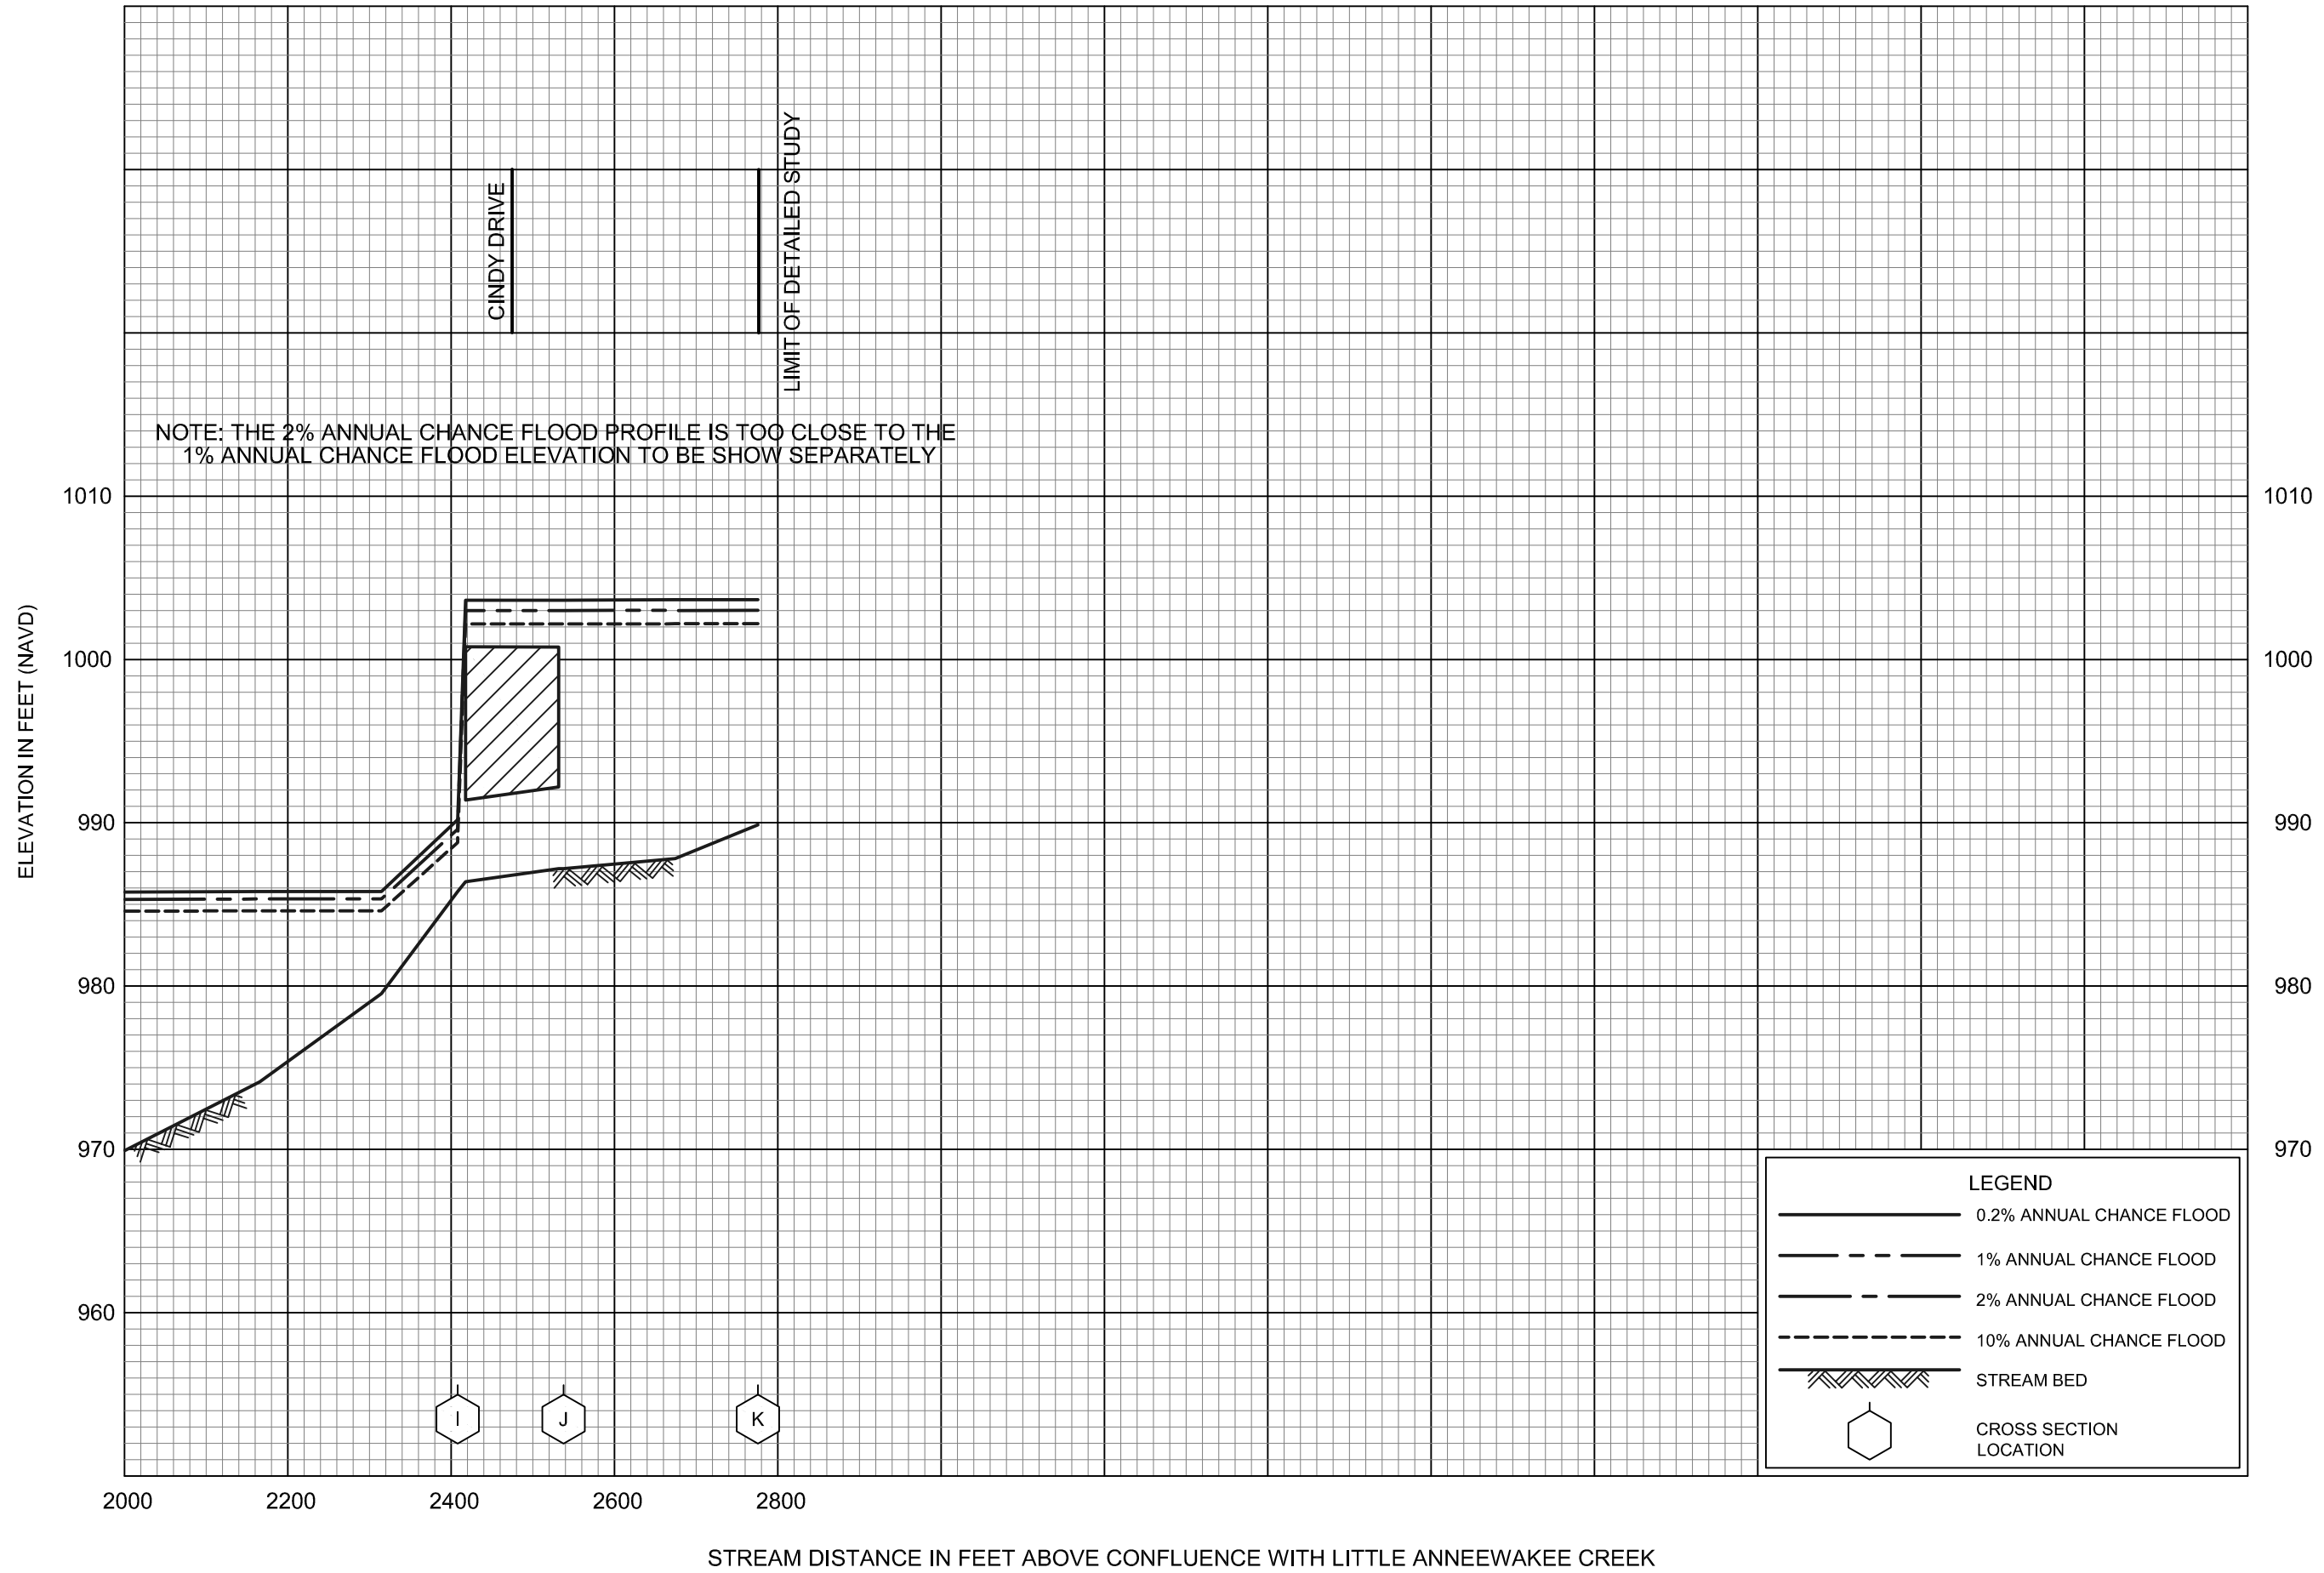 CINDY DRIVE
LIMIT OF DETAILED STUDY
NOTE: THE 2% ANNUAL CHANCE FLOOD PROFILE IS TOO CLOSE TO THE
1% ANNUAL CHANCE FLOOD ELEVATION TO BE SHOW SEPARATELY
ELEVATION IN FEET (NAVD)
1010 1010
1000 1000
990 990
980 980
970 970
960
LEGEND
0.2% ANNUAL CHANCE FLOOD
1% ANNUAL CHANCE FLOOD
2% ANNUAL CHANCE FLOOD
10% ANNUAL CHANCE FLOOD
STREAM BED
CROSS SECTION
LOCATION
I J K
2000 2200 2400 2600 2800
STREAM DISTANCE IN FEET ABOVE CONFLUENCE WITH LITTLE ANNEEWAKEE CREEK